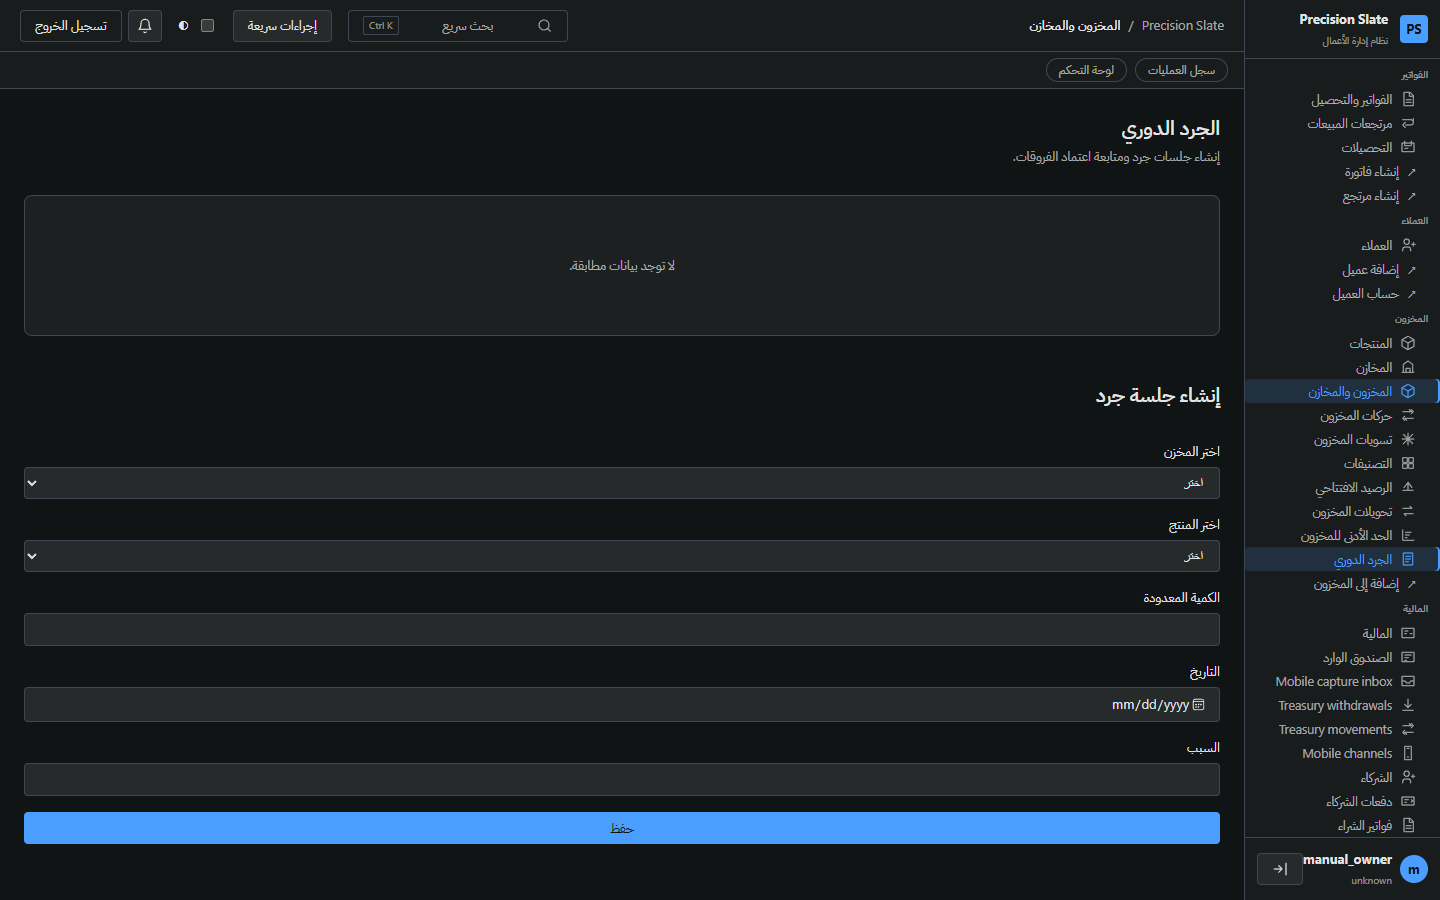 PS
Precision Slate
نظام إدارة الأعمال
Precision Slate / المخزون والمخازن
بحث سريع
Ctrl K
إجراءات سريعة
تسجيل الخروج
سجل العمليات
لوحة التحكم
الفواتير
الفواتير والتحصيل
مرتجعات المبيعات
التحصيلات
إنشاء فاتورة
إنشاء مرتجع
العملاء
العملاء
إضافة عميل
حساب العميل
المخزون
المنتجات
المخازن
المخزون والمخازن
حركات المخزون
تسويات المخزون
التصنيفات
الرصيد الافتتاحي
تحويلات المخزون
الحد الأدنى للمخزون
الجرد الدوري
إضافة إلى المخزون
المالية
المالية
الصندوق الوارد
Mobile capture inbox
Treasury withdrawals
Treasury movements
Mobile channels
الشركاء
دفعات الشركاء
فواتير الشراء
m
manual_owner
unknown
الجرد الدوري
إنشاء جلسات جرد ومتابعة اعتماد الفروقات.
لا توجد بيانات مطابقة.
إنشاء جلسة جرد
اختر المخزن
اختر
اختر المنتج
اختر
الكمية المعدودة
التاريخ
mm/dd/yyyy
السبب
حفظ